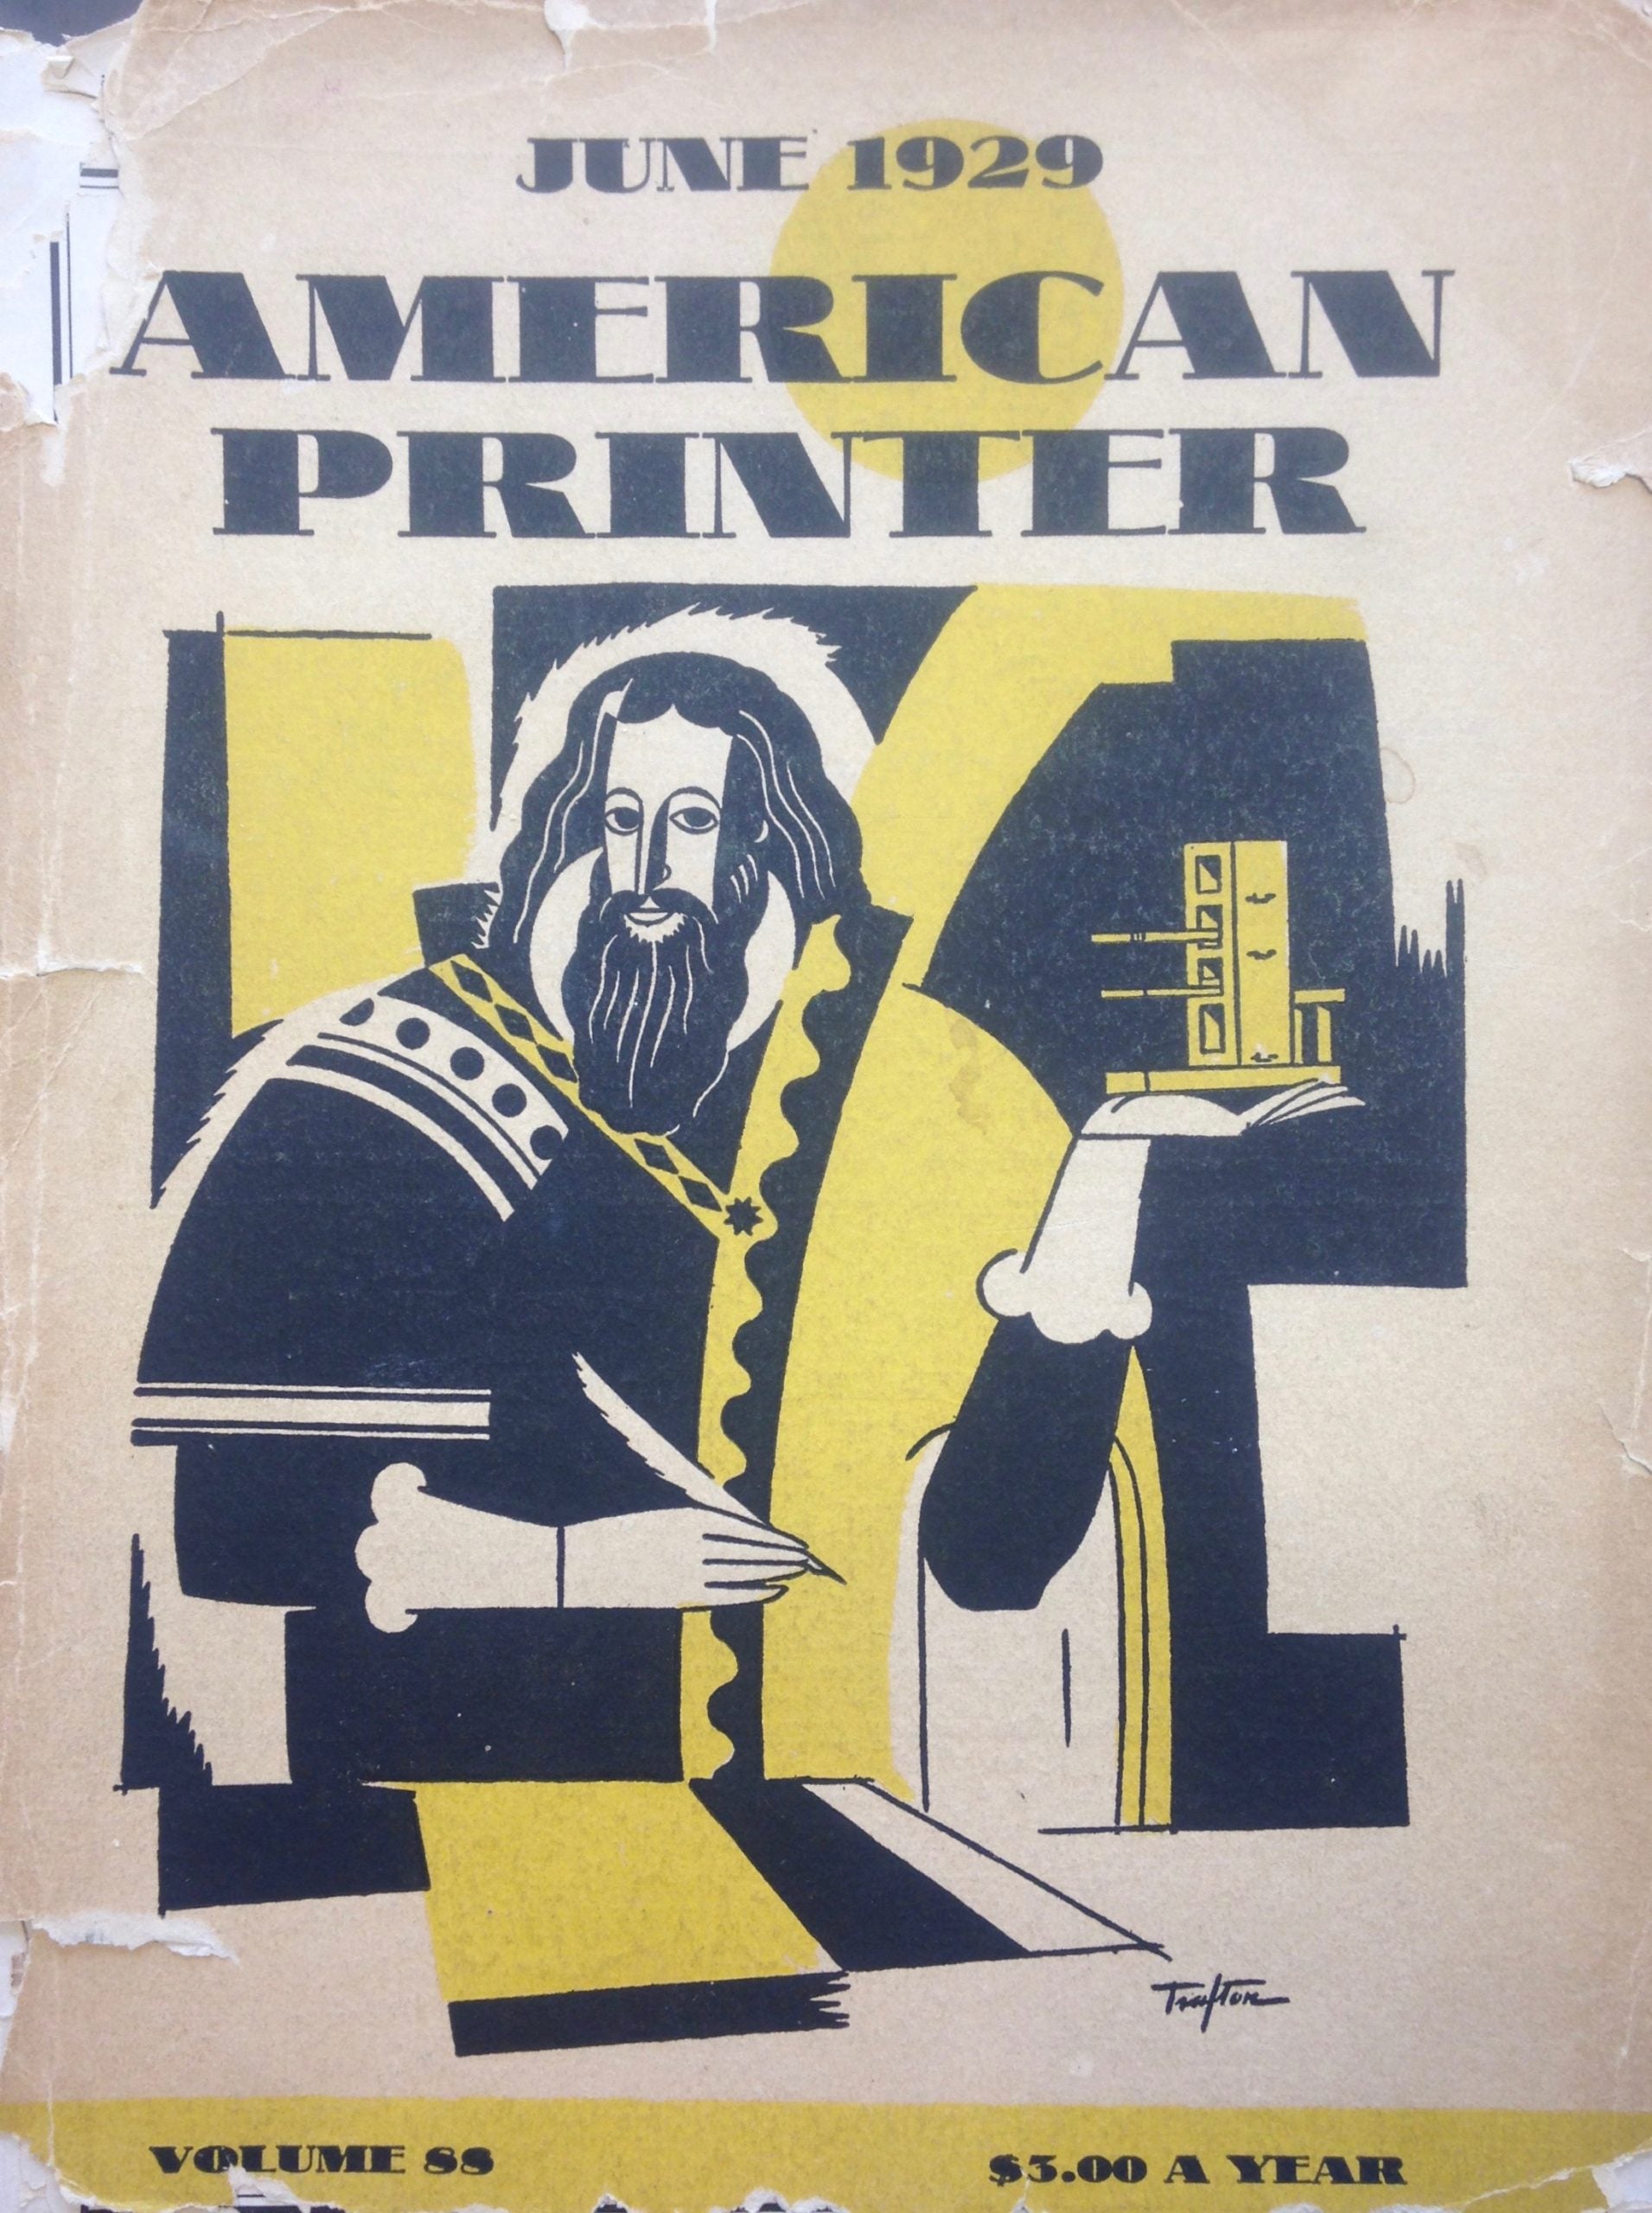 JUNE 1929
AMERICAN
PRINTER
Trafton
VOLUME 88
$3.00 A YEAR